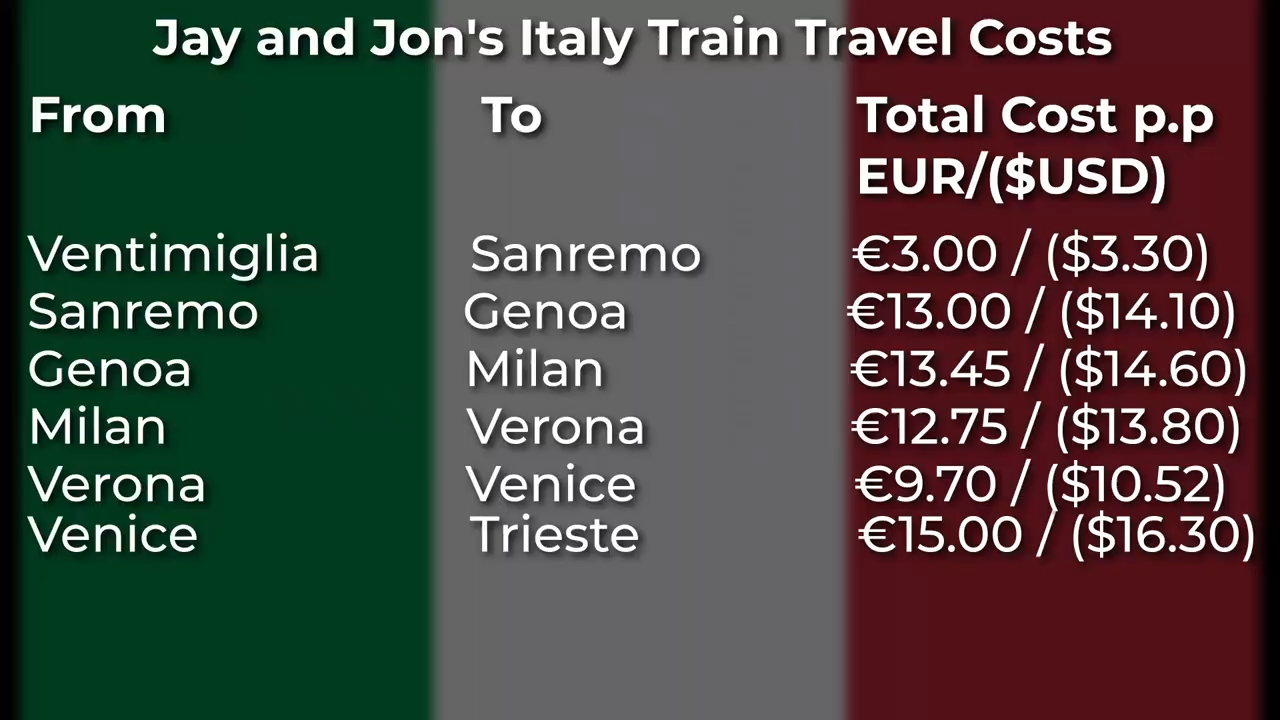 Jay and Jon's Italy Train Travel Costs
From To Total Cost p.p
EUR/($USD)
Ventimiglia Sanremo €3.00 / ($3.30)
Sanremo Genoa €13.00 / ($14.10)
Genoa Milan €13.45 / ($14.60)
Milan Verona €12.75 / ($13.80)
Verona Venice €9.70 / ($10.52)
Venice Trieste €15.00 / ($16.30)